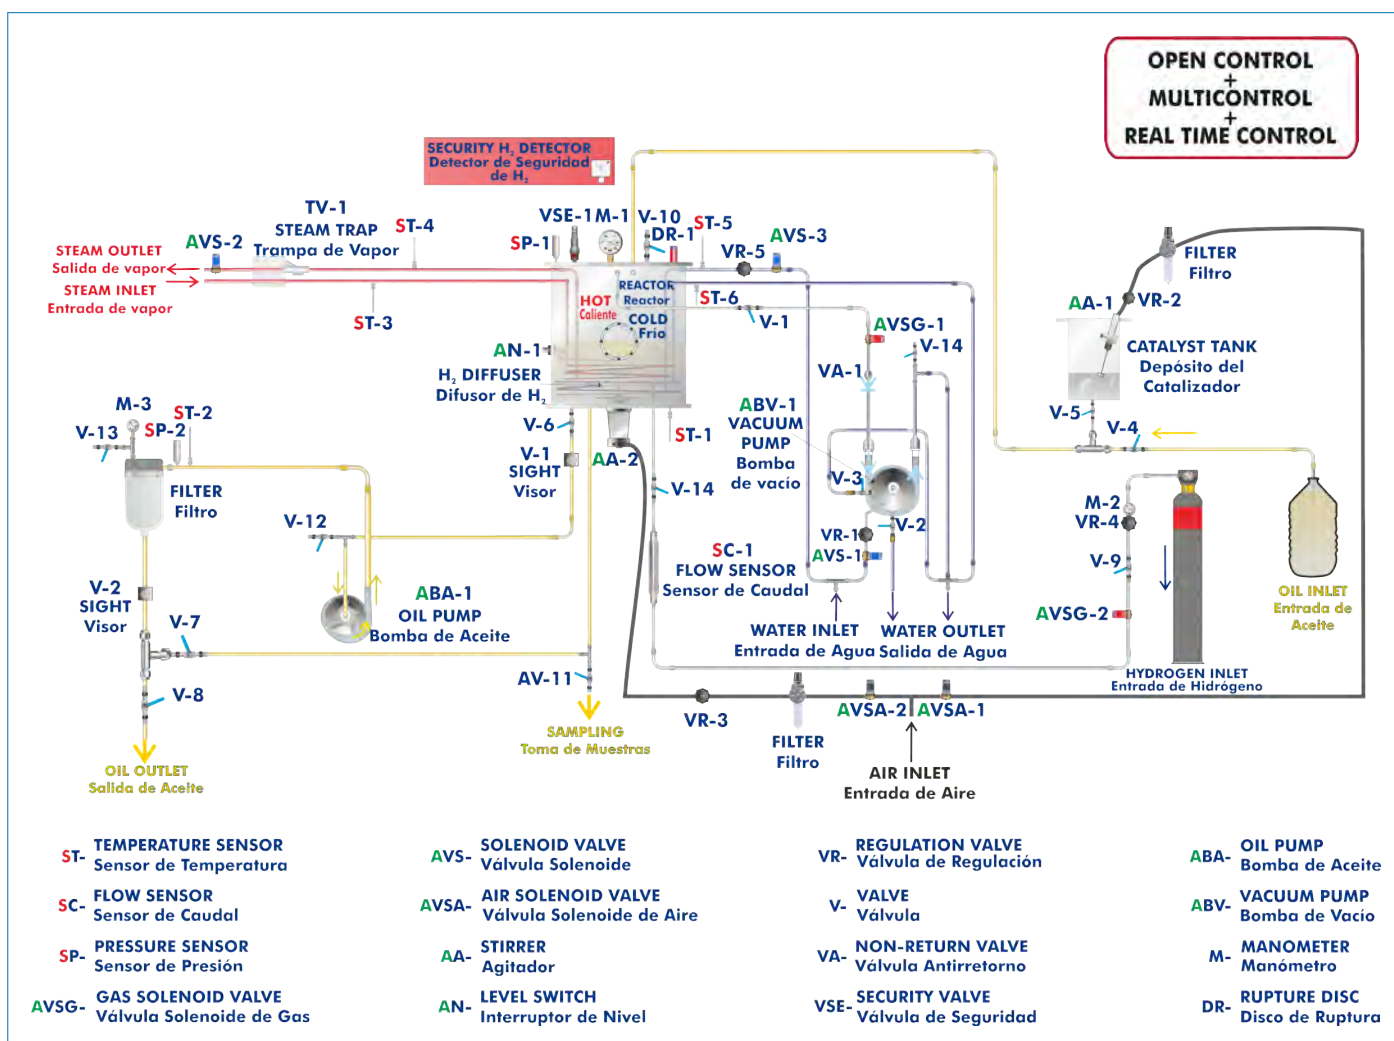 OPEN CONTROL
+
MULTICONTROL
+
REAL TIME CONTROL
SECURITY H₂ DETECTOR
Detector de Seguridad
de H₂
TV-1
STEAM TRAP
Trampa de Vapor
ST-4
AVS-2
STEAM OUTLET
Salida de vapor
STEAM INLET
Entrada de vapor
ST-3
SP-1
VSE-1
M-1
V-10
DR-1
ST-5
VR-5
AVS-3
REACTOR
Reactor
HOT
Caliente
COLD
Frío
ST-6
V-1
AN-1
H₂ DIFFUSER
Difusor de H₂
AVSG-1
V-14
VA-1
FILTER
Filtro
VR-2
AA-1
CATALYST TANK
Depósito del
Catalizador
V-5
V-4
M-3
ST-2
SP-2
V-13
FILTER
Filtro
V-6
V-1
SIGHT
Visor
AA-2
ST-1
V-14
ABV-1
VACUUM
PUMP
Bomba
de vacío
V-3
V-2
VR-1
AVS-1
M-2
VR-4
V-9
AVSG-2
V-12
SC-1
FLOW SENSOR
Sensor de Caudal
V-2
SIGHT
Visor
ABA-1
OIL PUMP
Bomba de Aceite
V-7
V-8
OIL INLET
Entrada de
Aceite
WATER INLET
Entrada de Agua
WATER OUTLET
Salida de Agua
HYDROGEN INLET
Entrada de Hidrógeno
AV-11
SAMPLING
Toma de Muestras
VR-3
FILTER
Filtro
AVSA-2
AVSA-1
AIR INLET
Entrada de Aire
OIL OUTLET
Salida de Aceite
ST- TEMPERATURE SENSOR
Sensor de Temperatura
SC- FLOW SENSOR
Sensor de Caudal
SP- PRESSURE SENSOR
Sensor de Presión
AVSG- GAS SOLENOID VALVE
Válvula Solenoide de Gas
AVS- SOLENOID VALVE
Válvula Solenoide
AVSA- AIR SOLENOID VALVE
Válvula Solenoide de Aire
AA- STIRRER
Agitador
AN- LEVEL SWITCH
Interruptor de Nivel
VR- REGULATION VALVE
Válvula de Regulación
V- VALVE
Válvula
VA- NON-RETURN VALVE
Válvula Antirretorno
VSE- SECURITY VALVE
Válvula de Seguridad
ABA- OIL PUMP
Bomba de Aceite
ABV- VACUUM PUMP
Bomba de Vacío
M- MANOMETER
Manómetro
DR- RUPTURE DISC
Disco de Ruptura